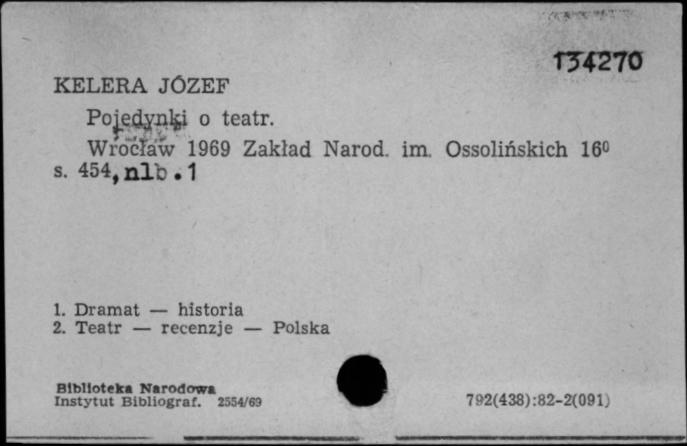 134270
KELERA JÓZEF
Pojedynki o teatr.
Wrocław 1969 Zakład Narod. im. Ossolińskich 16⁰
s. 454, nlb. 1
1. Dramat — historia
2. Teatr — recenzje — Polska
Biblioteka Narodowa
Instytut Bibliograf. 2554/69
792(438):82-2(091)